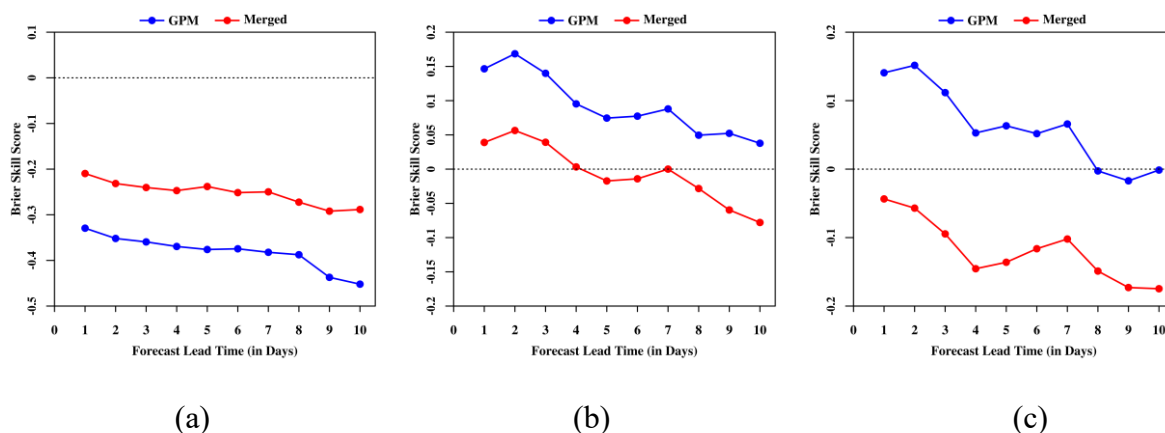 GPM Merged
Brier Skill Score
0.1
0
-0.1
-0.2
-0.3
-0.4
-0.5
0 1 2 3 4 5 6 7 8 9 10
Forecast Lead Time (in Days)
(a)
GPM Merged
Brier Skill Score
0.2
0.15
0.1
0.05
0
-0.05
-0.1
-0.15
-0.2
0 1 2 3 4 5 6 7 8 9 10
Forecast Lead Time (in Days)
(b)
GPM Merged
Brier Skill Score
0.2
0.1
0
-0.1
-0.2
0 1 2 3 4 5 6 7 8 9 10
Forecast Lead Time (in Days)
(c)